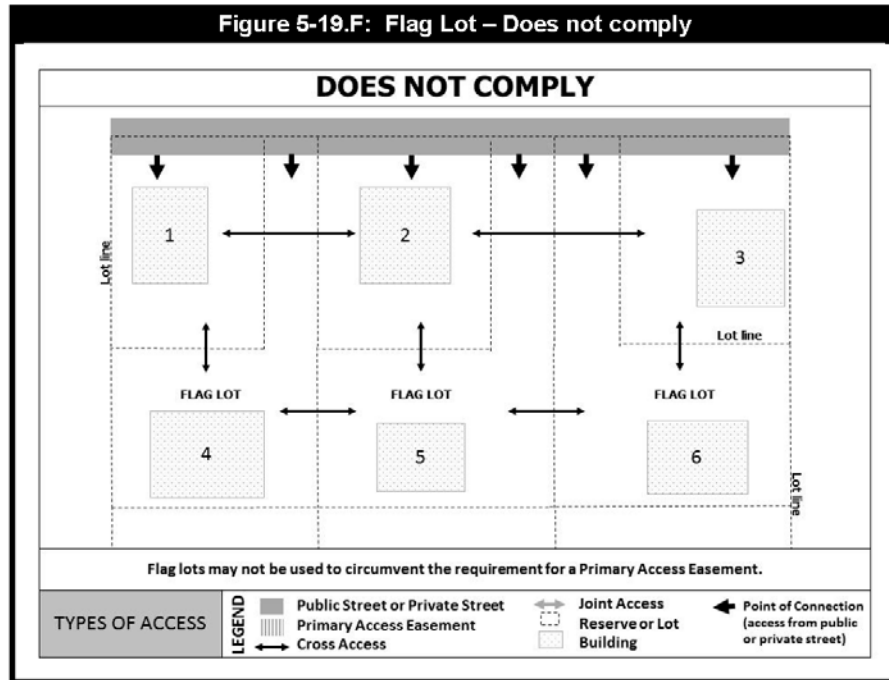 Figure 5-19.F: Flag Lot – Does not comply
DOES NOT COMPLY
1
2
3
Lot line
Lot line
FLAG LOT
FLAG LOT
FLAG LOT
4
5
6
Lot line
Flag lots may not be used to circumvent the requirement for a Primary Access Easement.
TYPES OF ACCESS
LEGEND
Public Street or Private Street
Primary Access Easement
Cross Access
Joint Access
Reserve or Lot
Building
Point of Connection
(access from public
or private street)